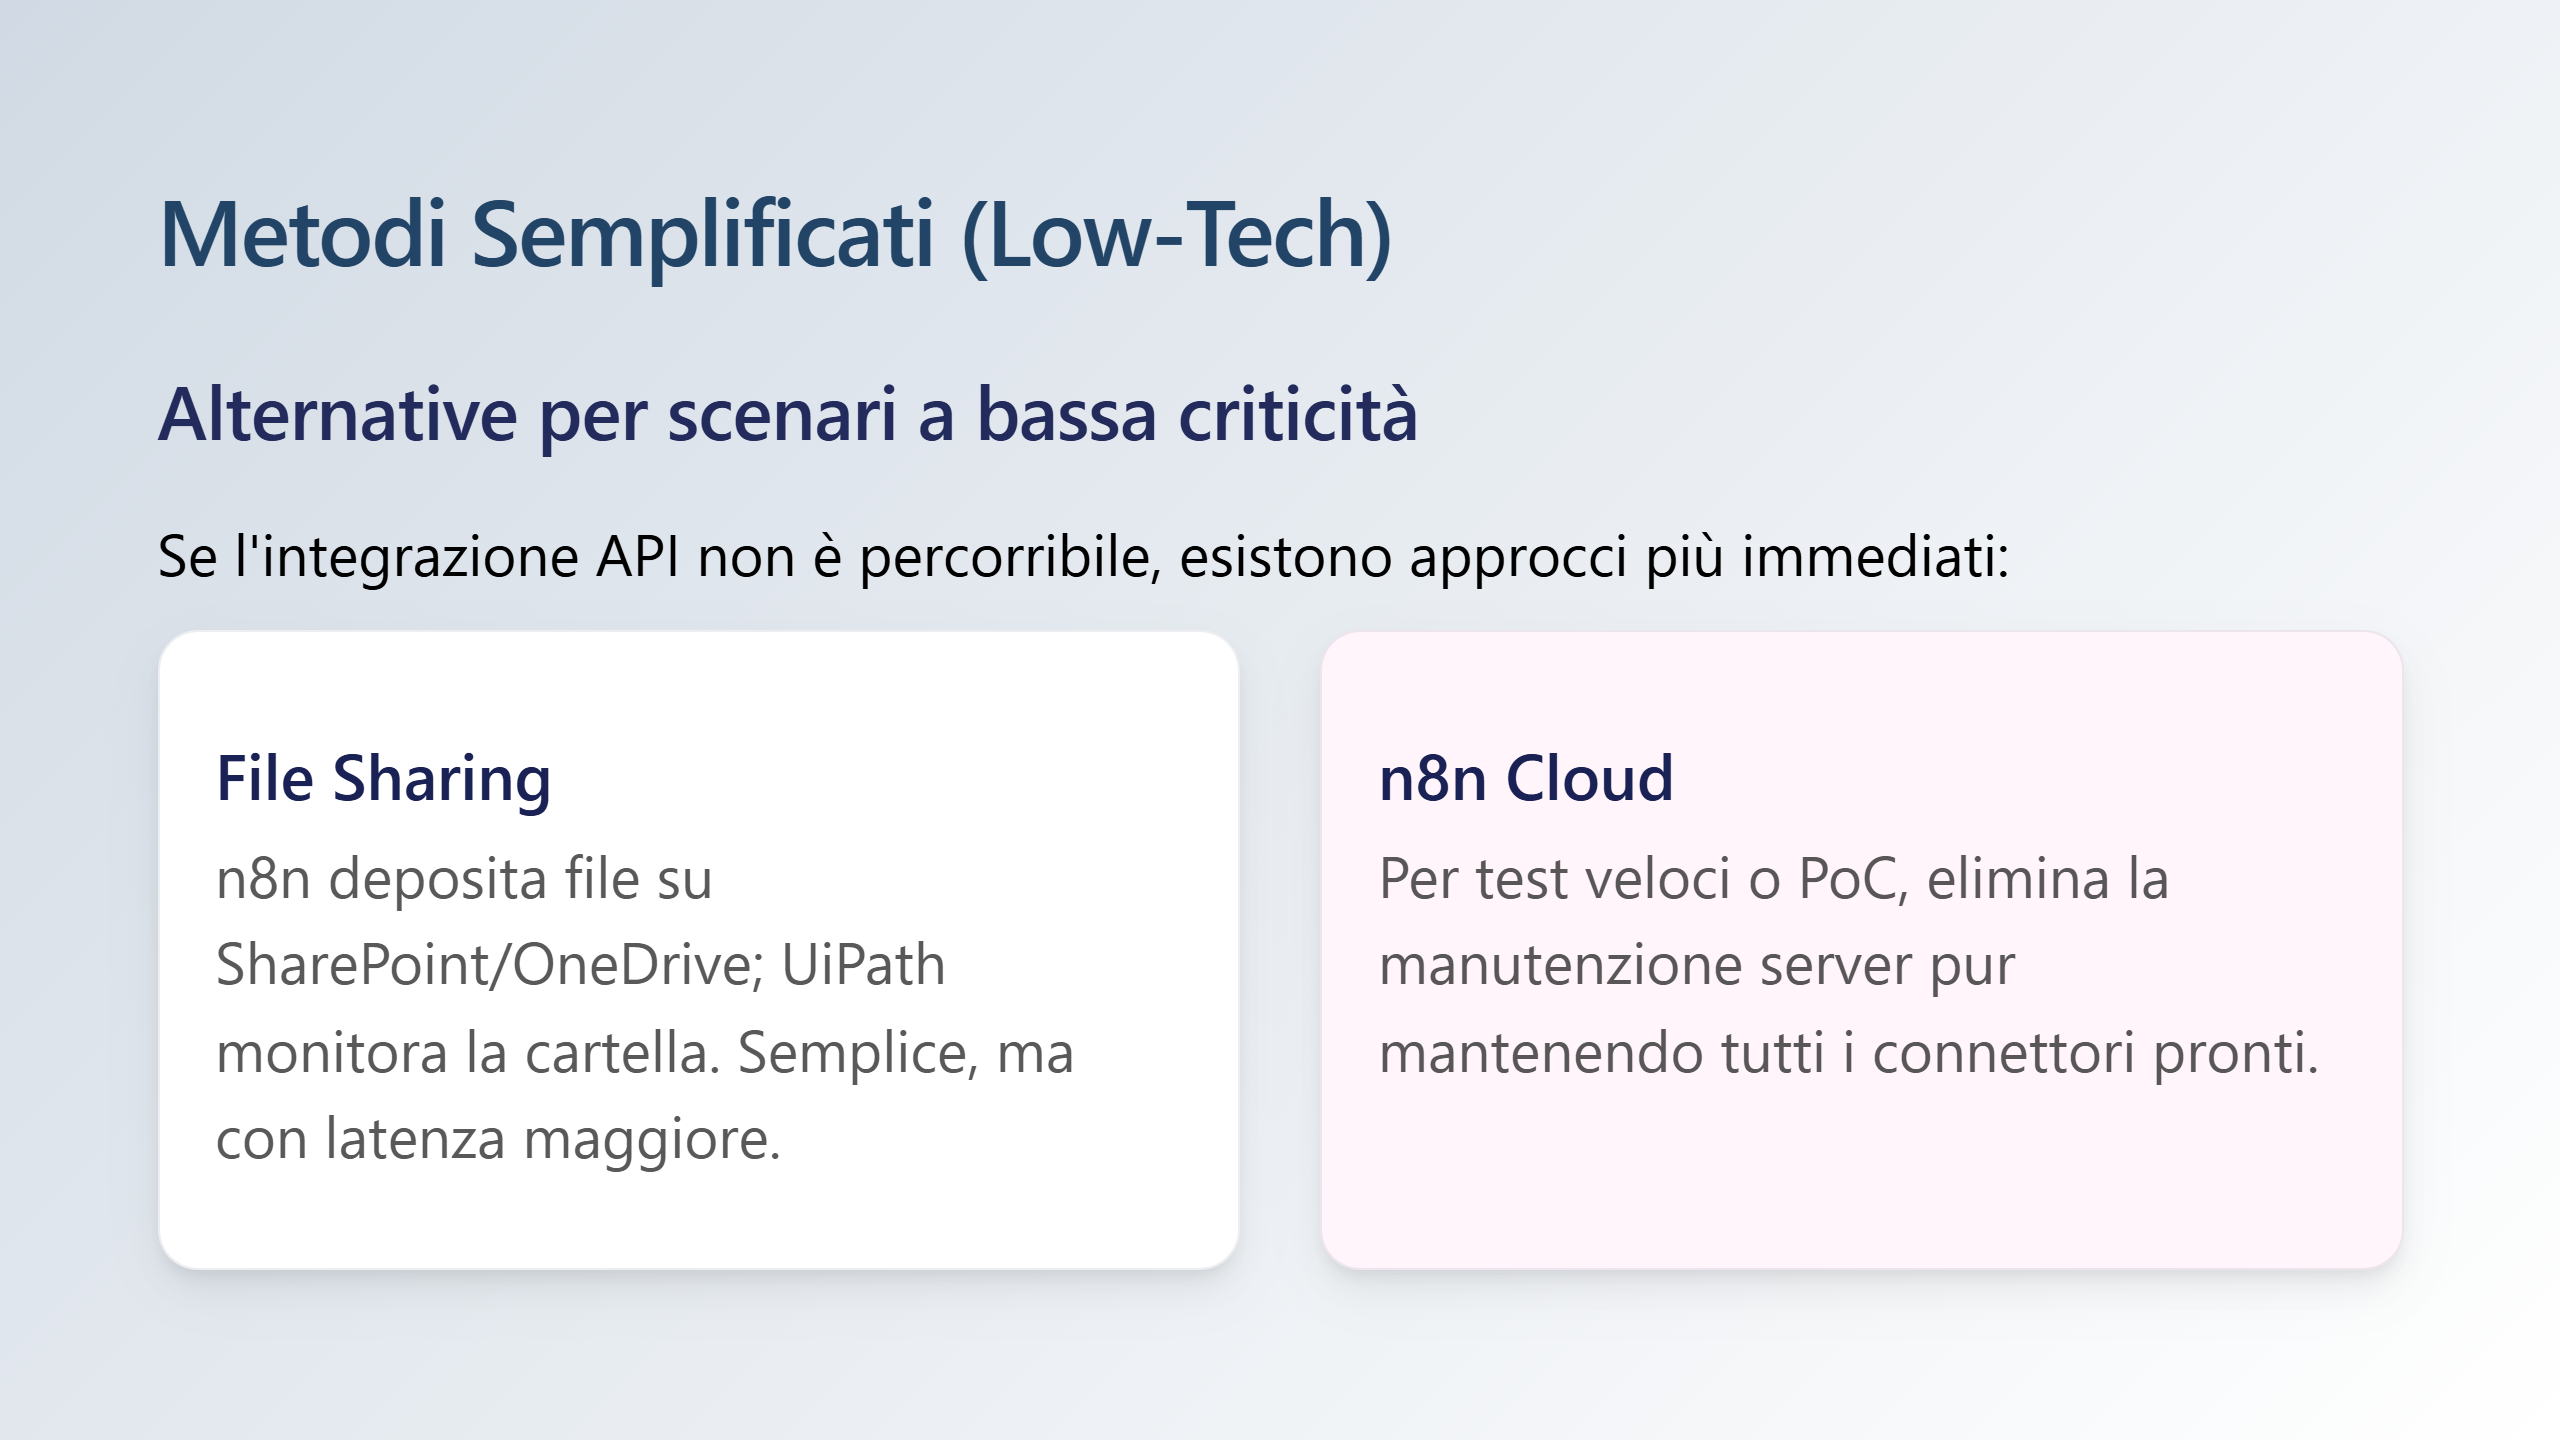 Metodi Semplificati (Low-Tech)
Alternative per scenari a bassa criticità
Se l'integrazione API non è percorribile, esistono approcci più immediati:
File Sharing
n8n deposita file su
SharePoint/OneDrive; UiPath
monitora la cartella. Semplice, ma
con latenza maggiore.
n8n Cloud
Per test veloci o PoC, elimina la
manutenzione server pur
mantenendo tutti i connettori pronti.